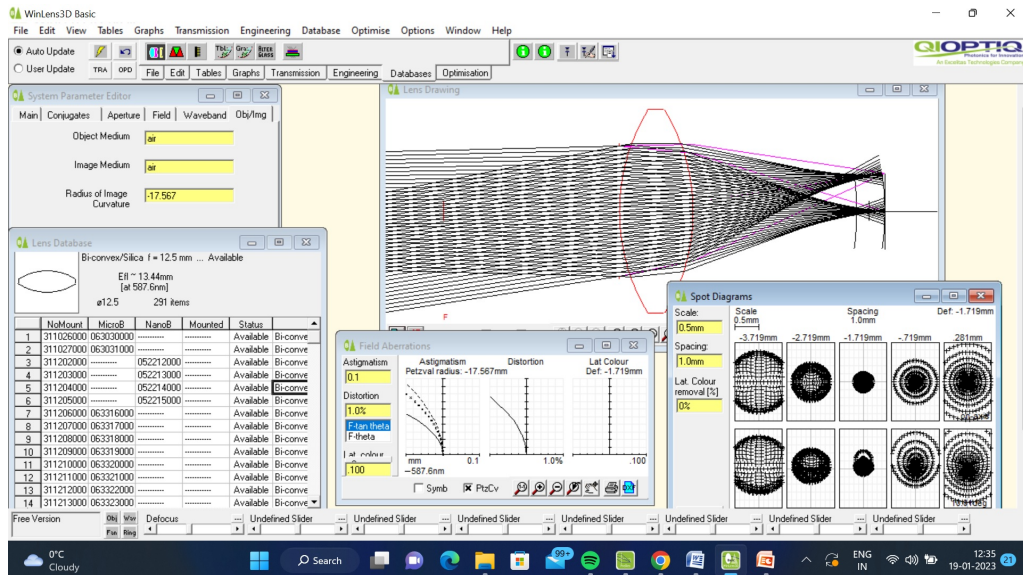 WinLens3D Basic
File Edit View Tables Graphs Transmission Engineering Database Optimise Options Window Help
Auto Update
User Update
TRA OPD
File Edit Tables Graphs Transmission Engineering Databases Optimisation
QIOPTIQ
Photonics for Innovation
An Excelitas Technologies Company
System Parameter Editor
Main Conjugates Aperture Field Waveband Obj/Img
Object Medium air
Image Medium air
Radius of Image Curvature -17.567
Lens Drawing
F
Lens Database
Bi-convex/Silica f = 12.5 mm ... Available
Efl ~ 13.44mm
[at 587.6nm]
ø12.5 291 items
NoMount MicroB NanoB Mounted Status
1 311026000 063030000 ---------- ---------- Available Bi-conve
2 311027000 063031000 ---------- ---------- Available Bi-conve
3 311202000 ---------- 052212000 ---------- Available Bi-conve
4 311203000 ---------- 052213000 ---------- Available Bi-conve
5 311204000 ---------- 052214000 ---------- Available Bi-conve
6 311205000 ---------- 052215000 ---------- Available Bi-conve
7 311206000 063316000 ---------- ---------- Available Bi-conve
8 311207000 063317000 ---------- ---------- Available Bi-conve
9 311208000 063318000 ---------- ---------- Available Bi-conve
10 311209000 063319000 ---------- ---------- Available Bi-conve
11 311210000 063320000 ---------- ---------- Available Bi-conve
12 311211000 063321000 ---------- ---------- Available Bi-conve
13 311212000 063322000 ---------- ---------- Available Bi-conve
14 311213000 063323000 ---------- ---------- Available Bi-conve
Field Aberrations
Astigmatism
0.1
Distortion
1.0%
F-tan theta
F-theta
Lat. colour
.100
Astigmatism Distortion Lat Colour
Petzval radius: -17.567mm Def: -1.719mm
mm 0.1 1.0% .100
587.6nm
Symb PtzCv
Spot Diagrams
Scale:
0.5mm
Spacing:
1.0mm
Lat. Colour removal [%]
0%
Scale Spacing Def: -1.719mm
0.5mm 1.0mm
-3.719mm -2.719mm -1.719mm -.719mm .281mm
Free Version
Obj Wvr
Fsn Ring
Defocus ... Undefined Slider ... Undefined Slider ... Undefined Slider ... Undefined Slider ... Undefined Slider ... Undefined Slider ... Undefined Slider ...
0°C
Cloudy
Search
99+
ENG
IN
12:35
19-01-2023
21